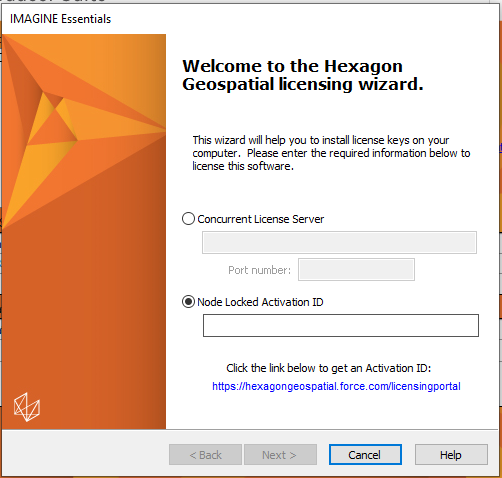 IMAGINE Essentials
Welcome to the Hexagon
Geospatial licensing wizard.
This wizard will help you to install license keys on your
computer. Please enter the required information below to
license this software.
Concurrent License Server
Port number:
Node Locked Activation ID
Click the link below to get an Activation ID:
https://hexagongeospatial.force.com/licensingportal
< Back
Next >
Cancel
Help